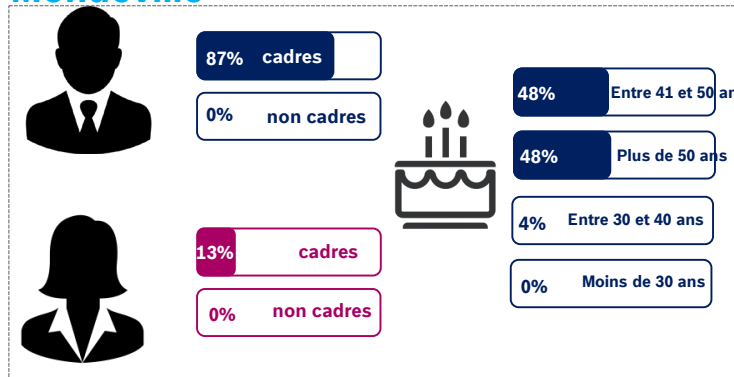 87% cadres
0% non cadres
13% cadres
0% non cadres
48% Entre 41 et 50
48% Plus de 50 ans
4% Entre 30 et 40 ans
0% Moins de 30 ans